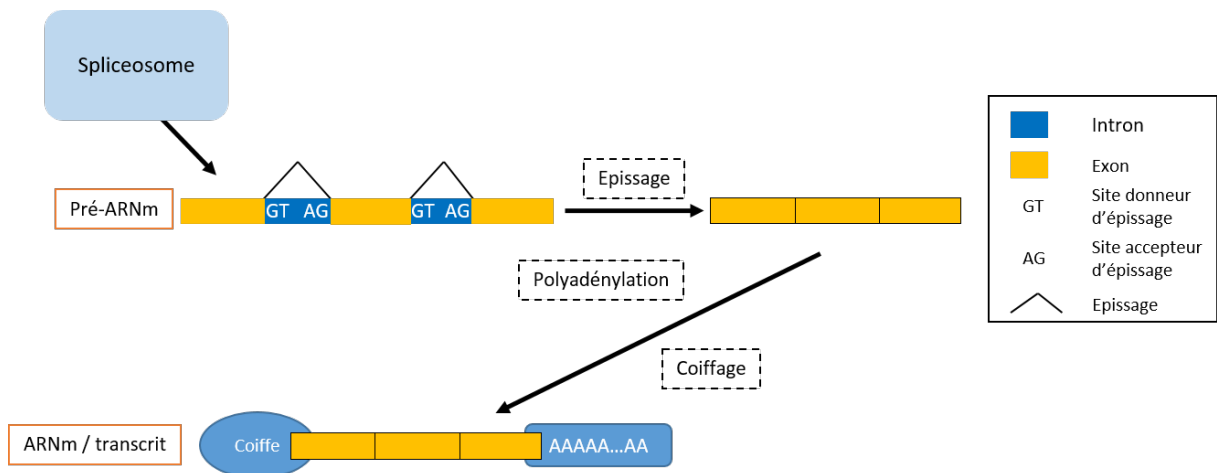 Spliceosome
Pré-ARNm
GT AG
GT AG
Epissage
Polyadénylation
Coiffage
ARNm / transcrit
Coiffe
AAAAA...AA
Intron
Exon
GT
Site donneur
d'épissage
AG
Site accepteur
d'épissage
Epissage